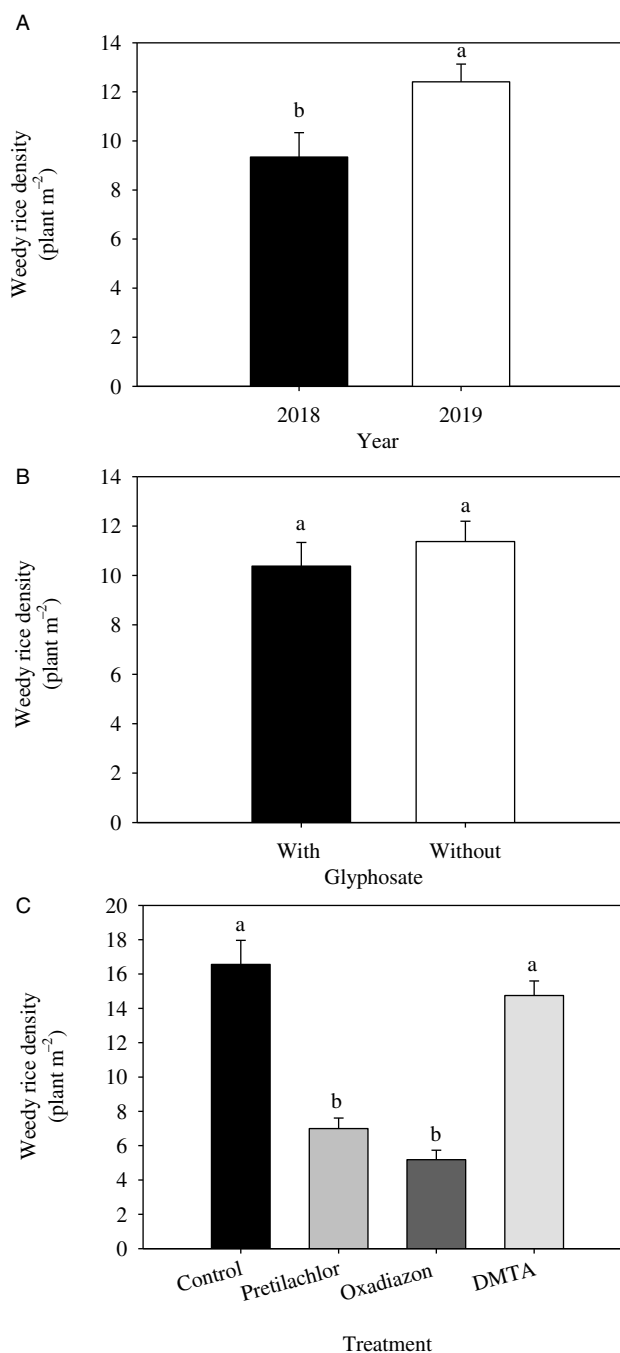 A
14
12
10
8
6
4
2
0
Weedy rice density
(plant m⁻²)
b
a
2018 2019
Year
B
14
12
10
8
6
4
2
0
Weedy rice density
(plant m⁻²)
a
a
With Without
Glyphosate
C
20
18
16
14
12
10
8
6
4
2
0
Weedy rice density
(plant m⁻²)
a
b
b
a
Control Pretilachlor Oxadiazon DMTA
Treatment